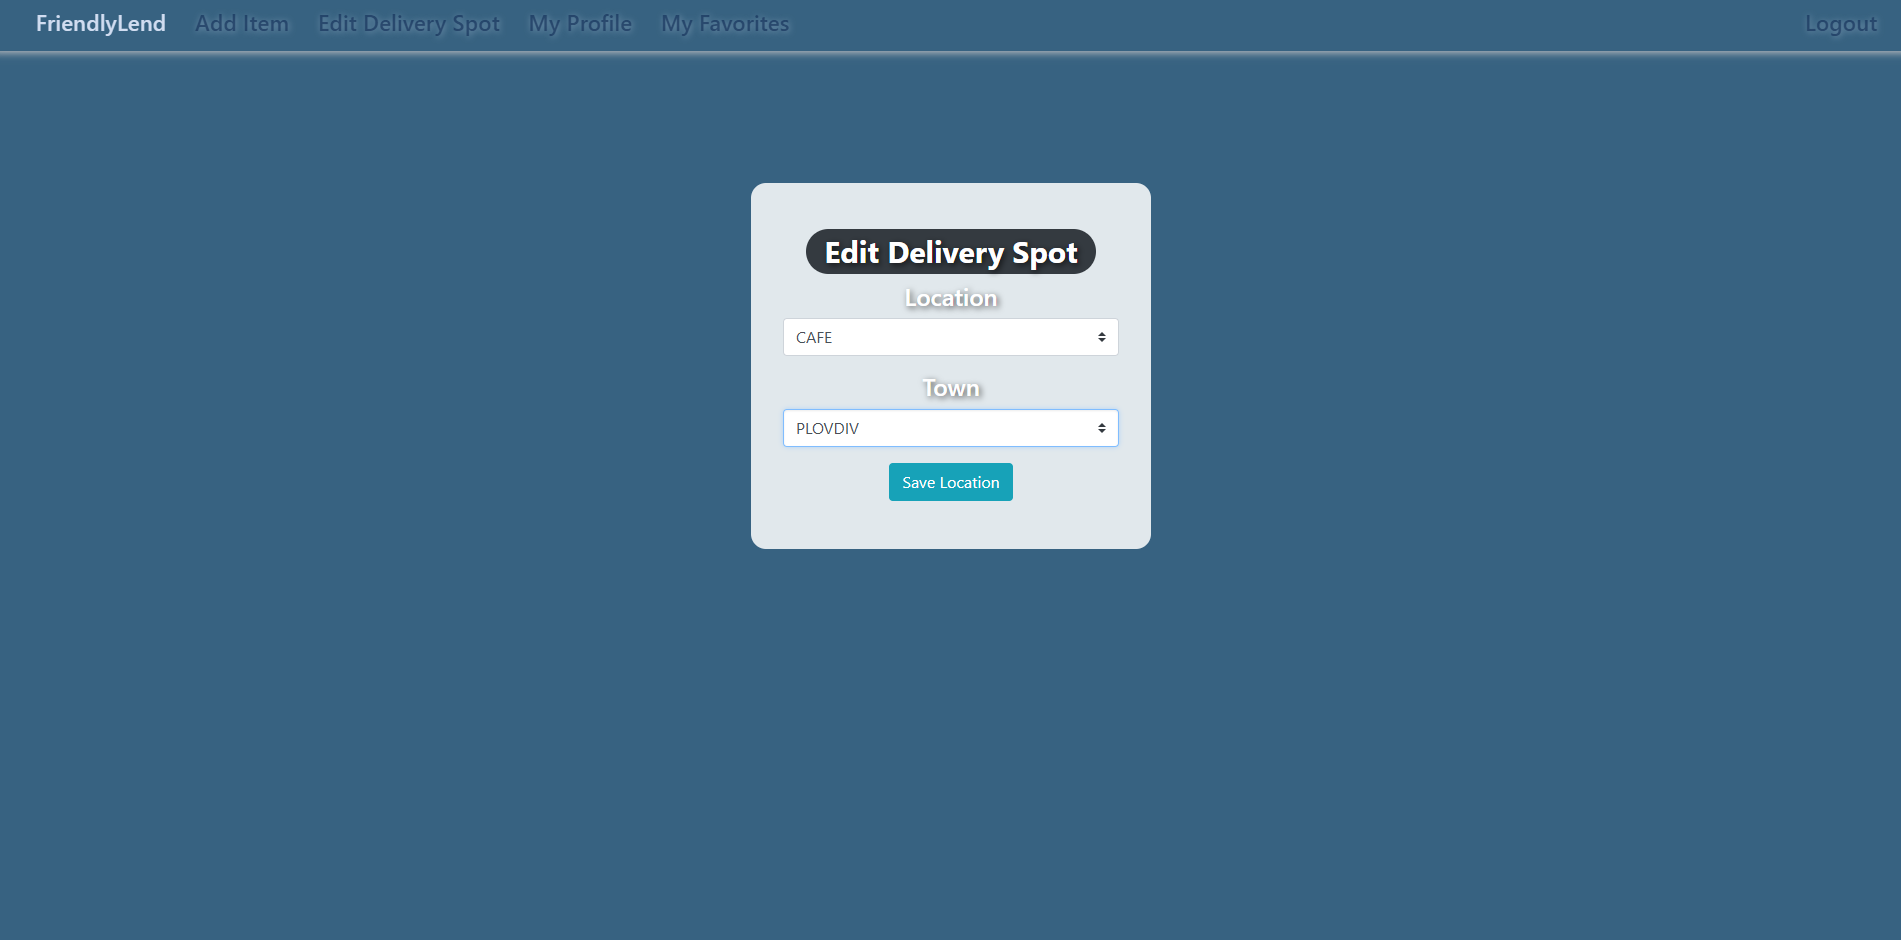 FriendlyLend Add Item Edit Delivery Spot My Profile My Favorites Logout
Edit Delivery Spot
Location
CAFE
Town
PLOVDIV
Save Location